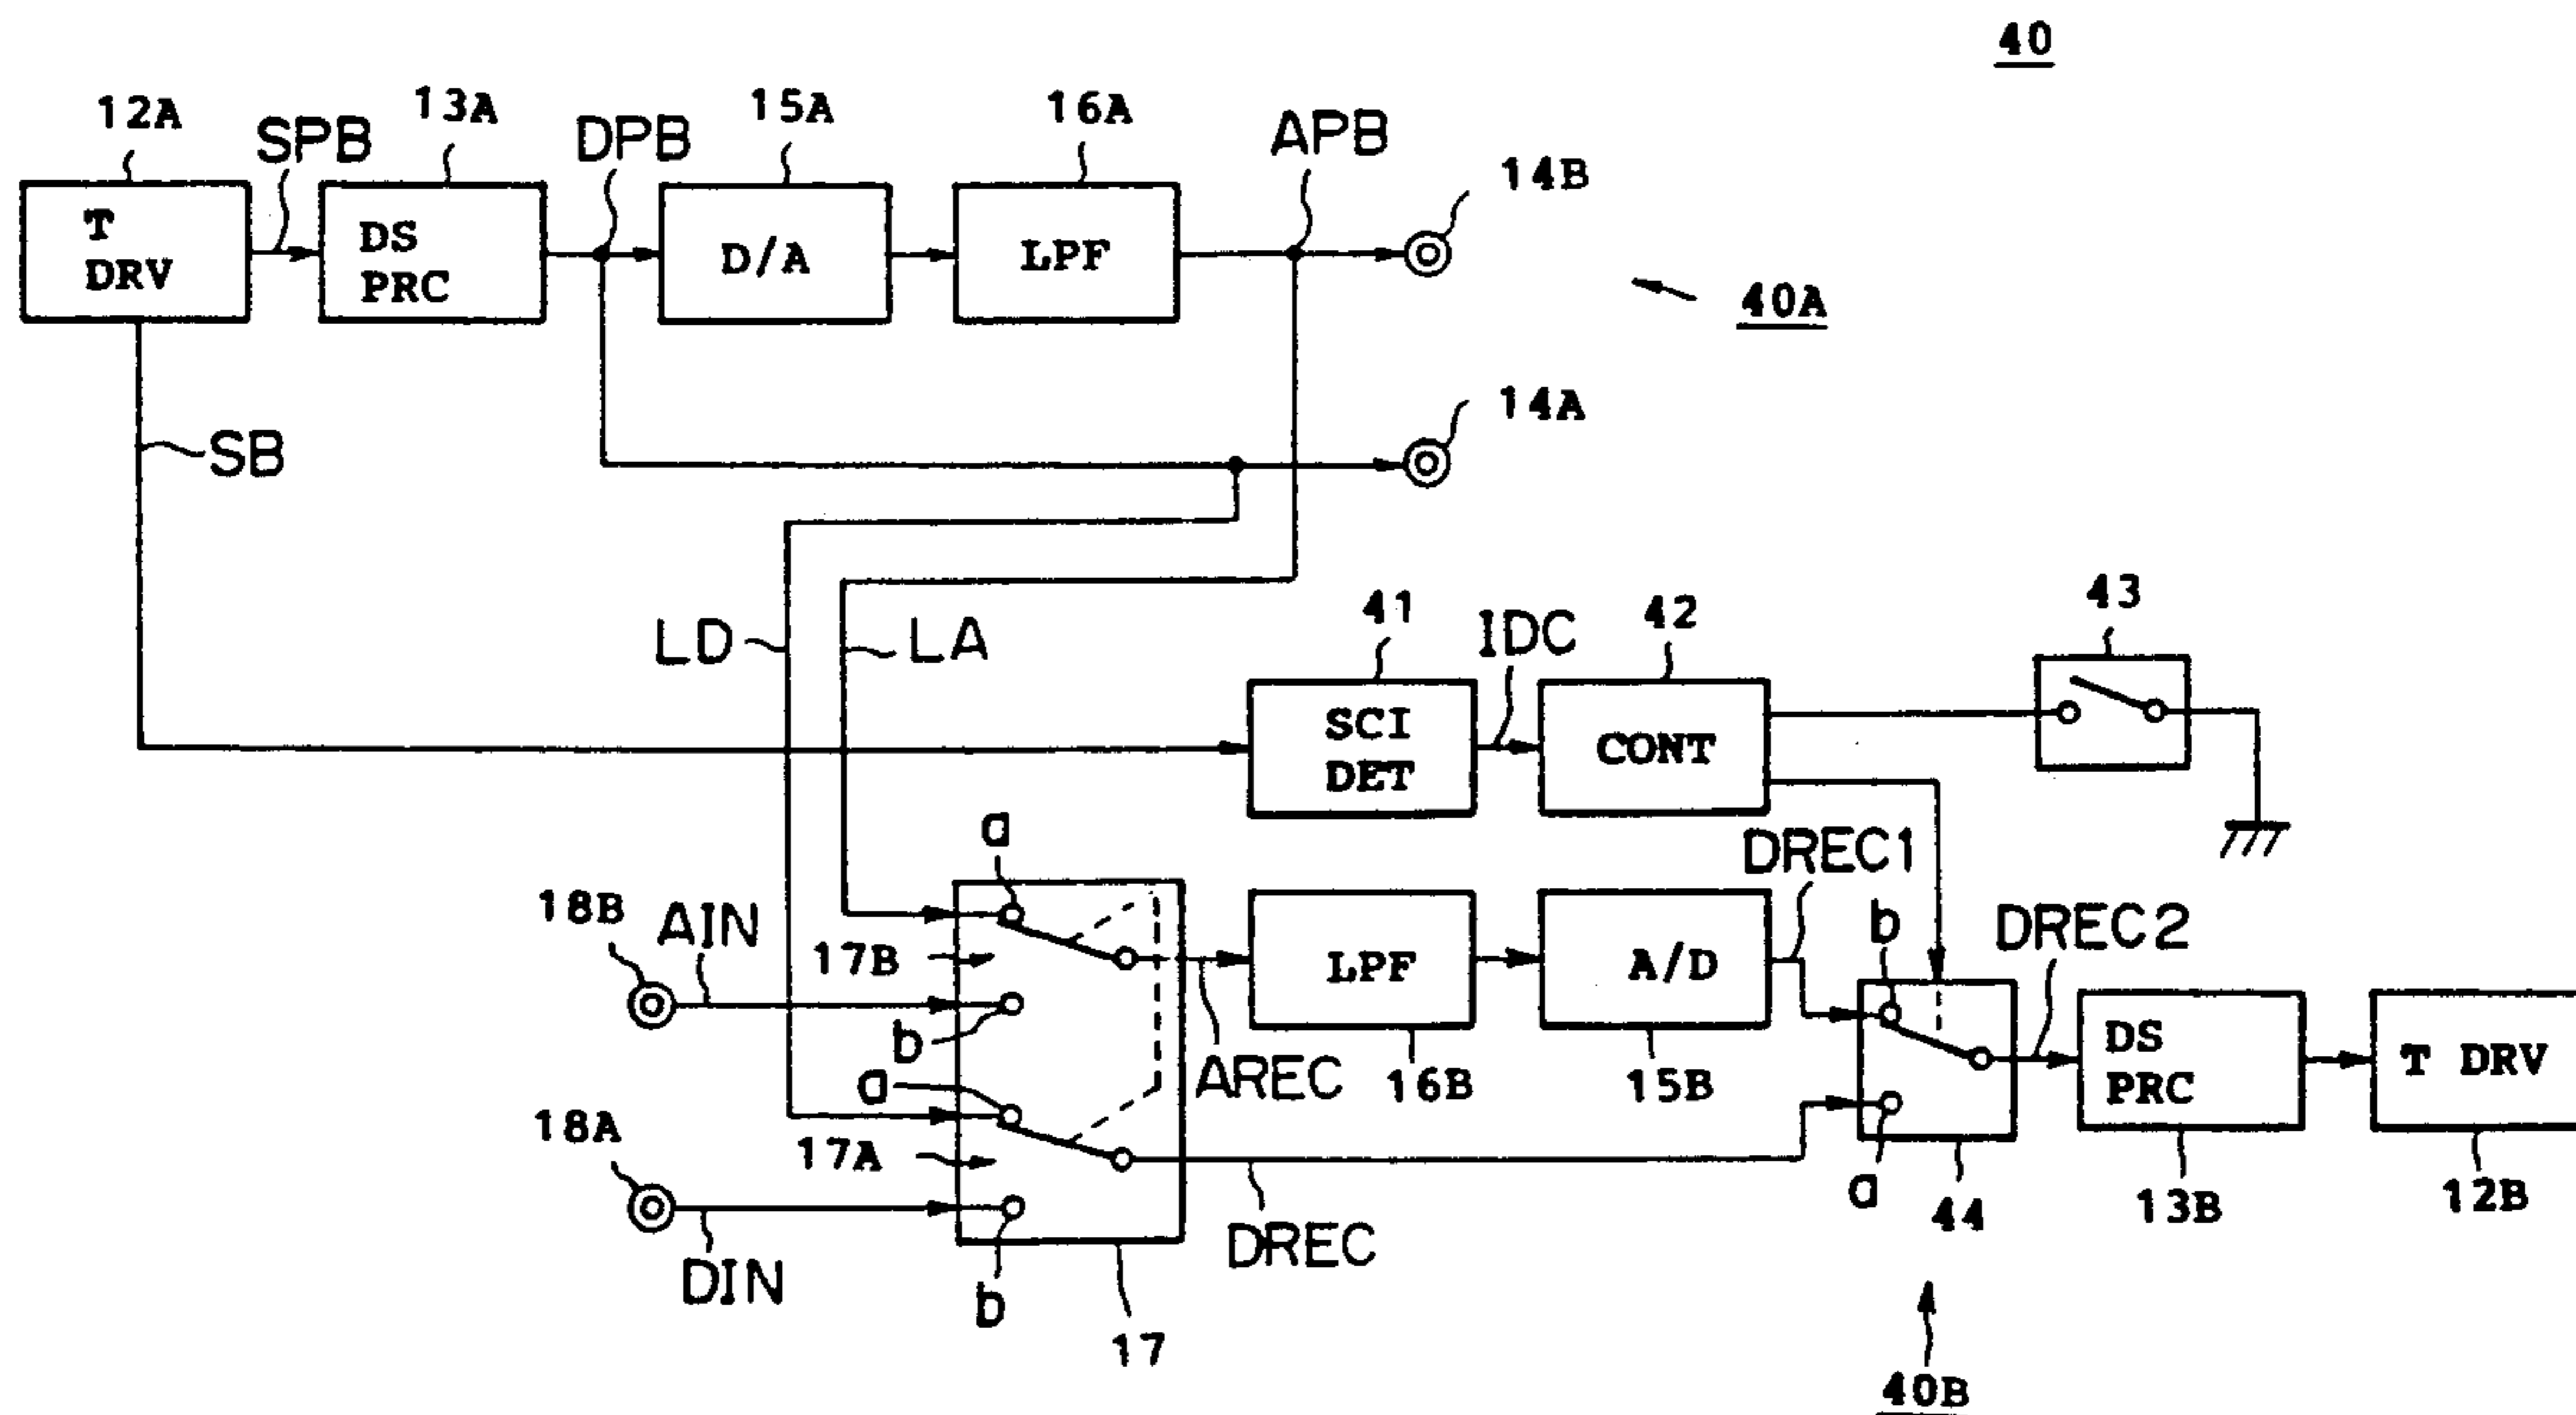 40
12A
SPB
13A
DPB
15A
16A
APB
14B
T
DRV
DS
PRC
D/A
LPF
40A
SB
14A
LD
LA
41
IDC
42
43
SCI
DET
CONT
a
18B
AIN
17B
b
DREC1
LPF
A/D
b
DREC2
DS
PRC
T DRV
a
AREC
16B
15B
18A
17A
DIN
b
DREC
a
44
13B
12B
17
40B